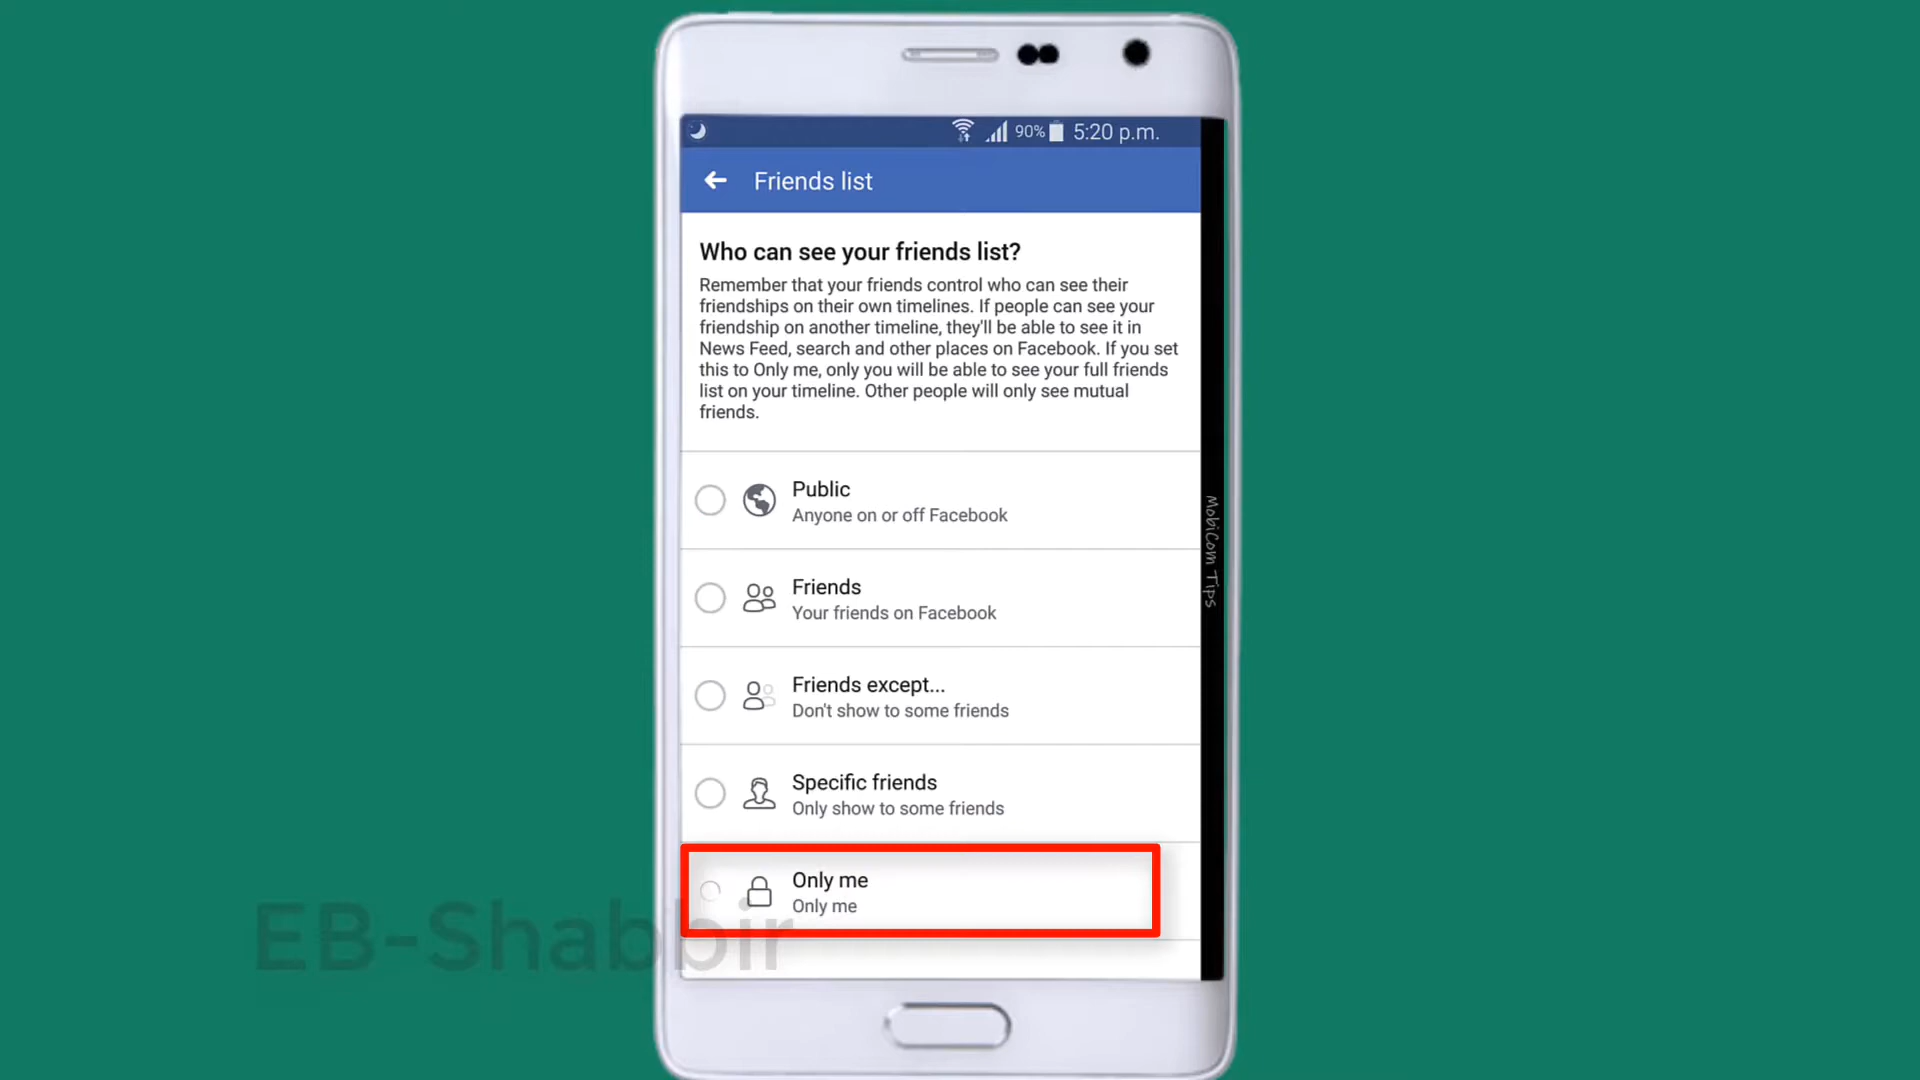 90% 5:20 p.m.
Friends list
Who can see your friends list?
Remember that your friends control who can see their
friendships on their own timelines. If people can see your
friendship on another timeline, they'll be able to see it in
News Feed, search and other places on Facebook. If you set
this to Only me, only you will be able to see your full friends
list on your timeline. Other people will only see mutual
friends.
Public
Anyone on or off Facebook
Friends
Your friends on Facebook
Friends except...
Don't show to some friends
Specific friends
Only show to some friends
Only me
Only me
MobiCom Tips
EB-Shabbir